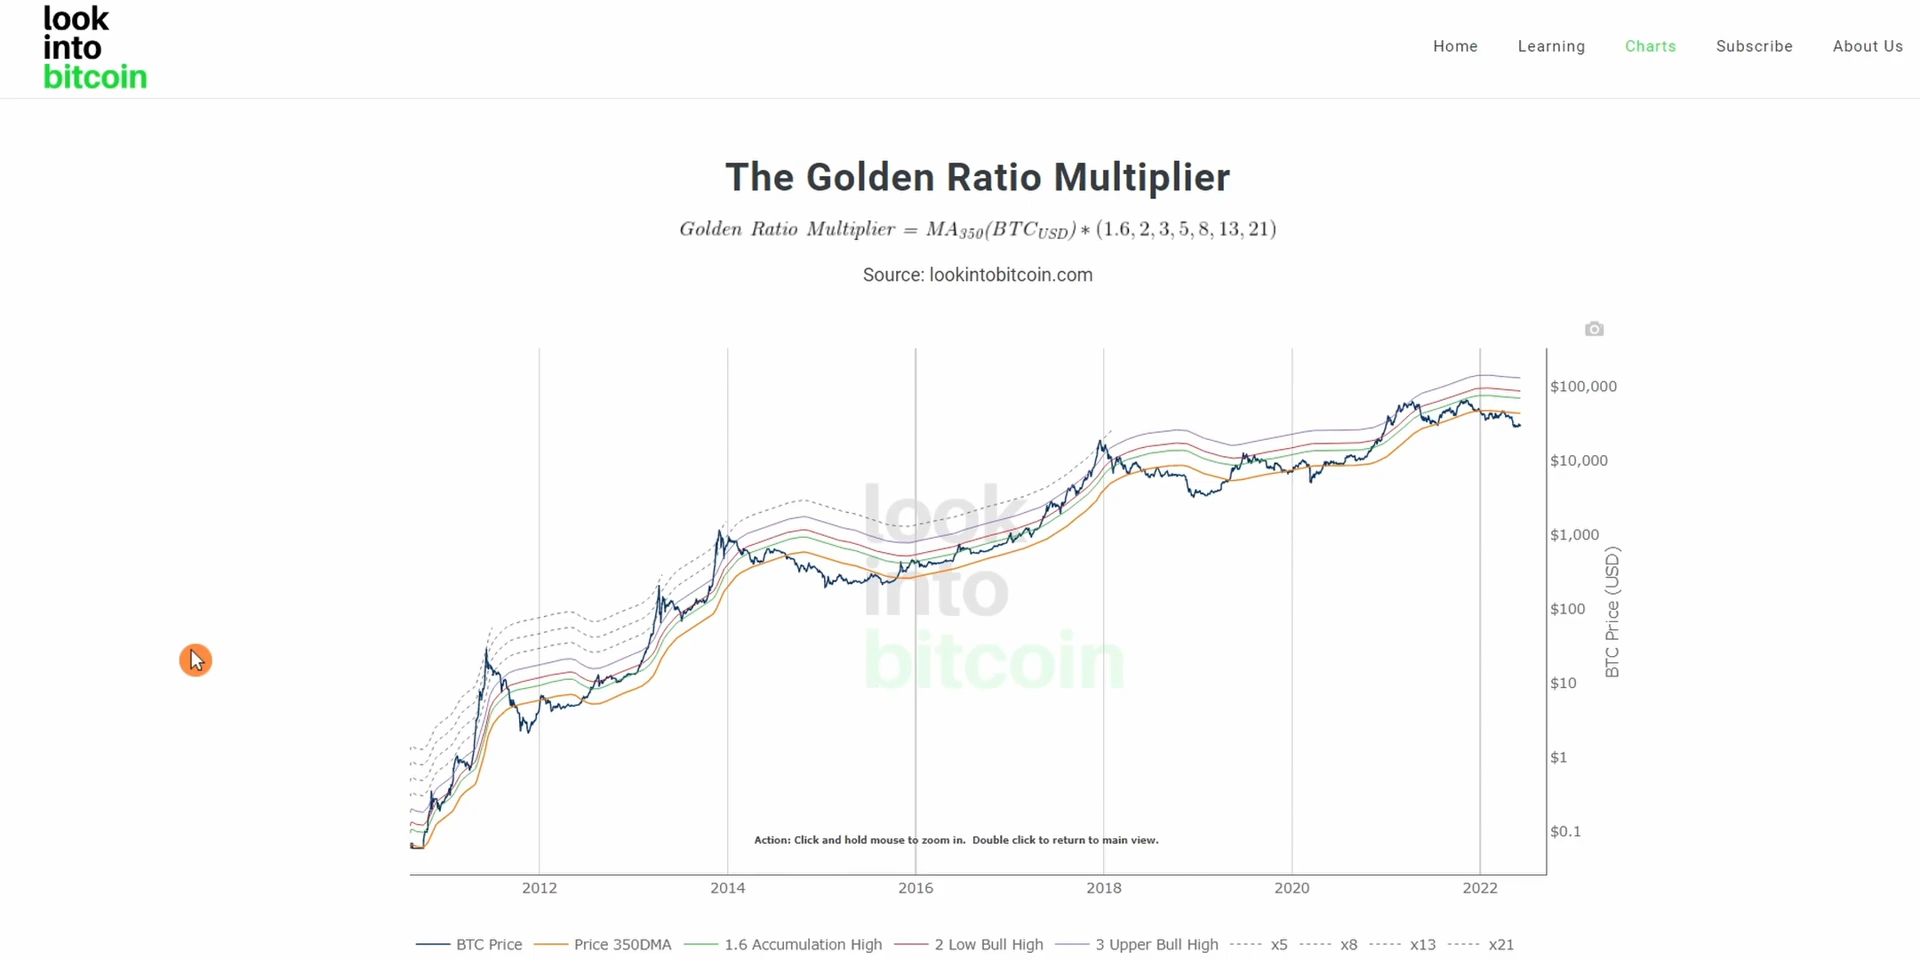 look
into
bitcoin
Home Learning Charts Subscribe About Us
The Golden Ratio Multiplier
Golden Ratio Multiplier = MA350(BTCUSD) * (1.6, 2, 3, 5, 8, 13, 21)
Source: lookintobitcoin.com
$100,000
$10,000
$1,000
$100
$10
$1
$0.1
BTC Price (USD)
look
into
bitcoin
Action: Click and hold mouse to zoom in. Double click to return to main view.
2012 2014 2016 2018 2020 2022
BTC Price Price 350DMA 1.6 Accumulation High 2 Low Bull High 3 Upper Bull High x5 x8 x13 x21